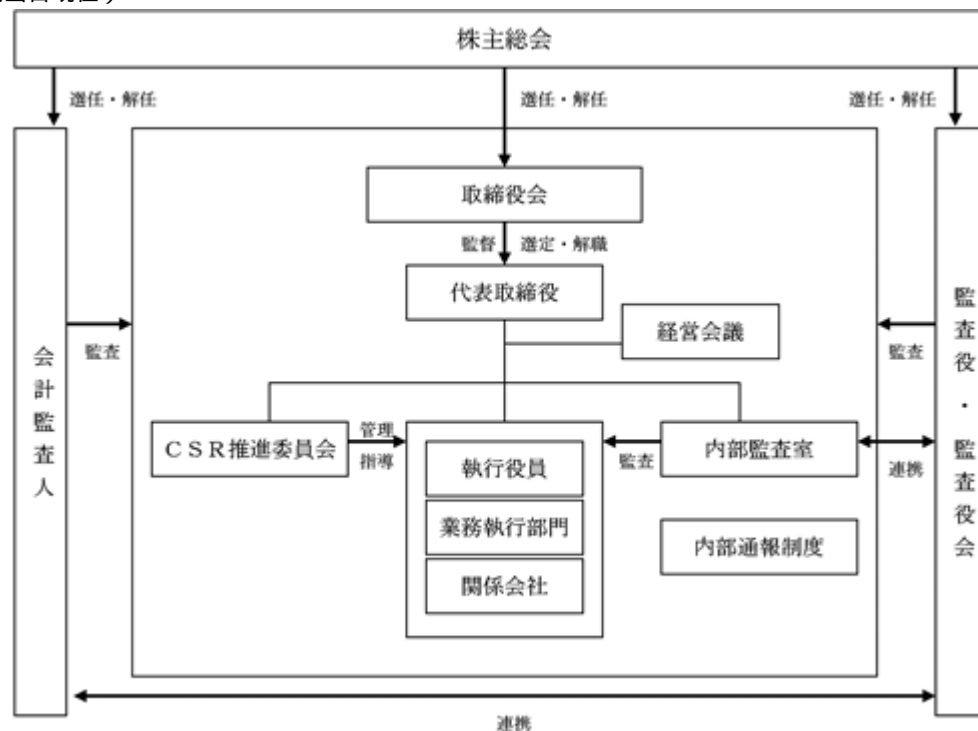 株主総会
選任・解任
選任・解任
選任・解任
取締役会
監督 選定・解職
代表取締役
経営会議
会計監査人
監査
監査
監査役・監査役会
CSR推進委員会
管理
指導
執行役員
業務執行部門
関係会社
監査
内部監査室
連携
内部通報制度
連携